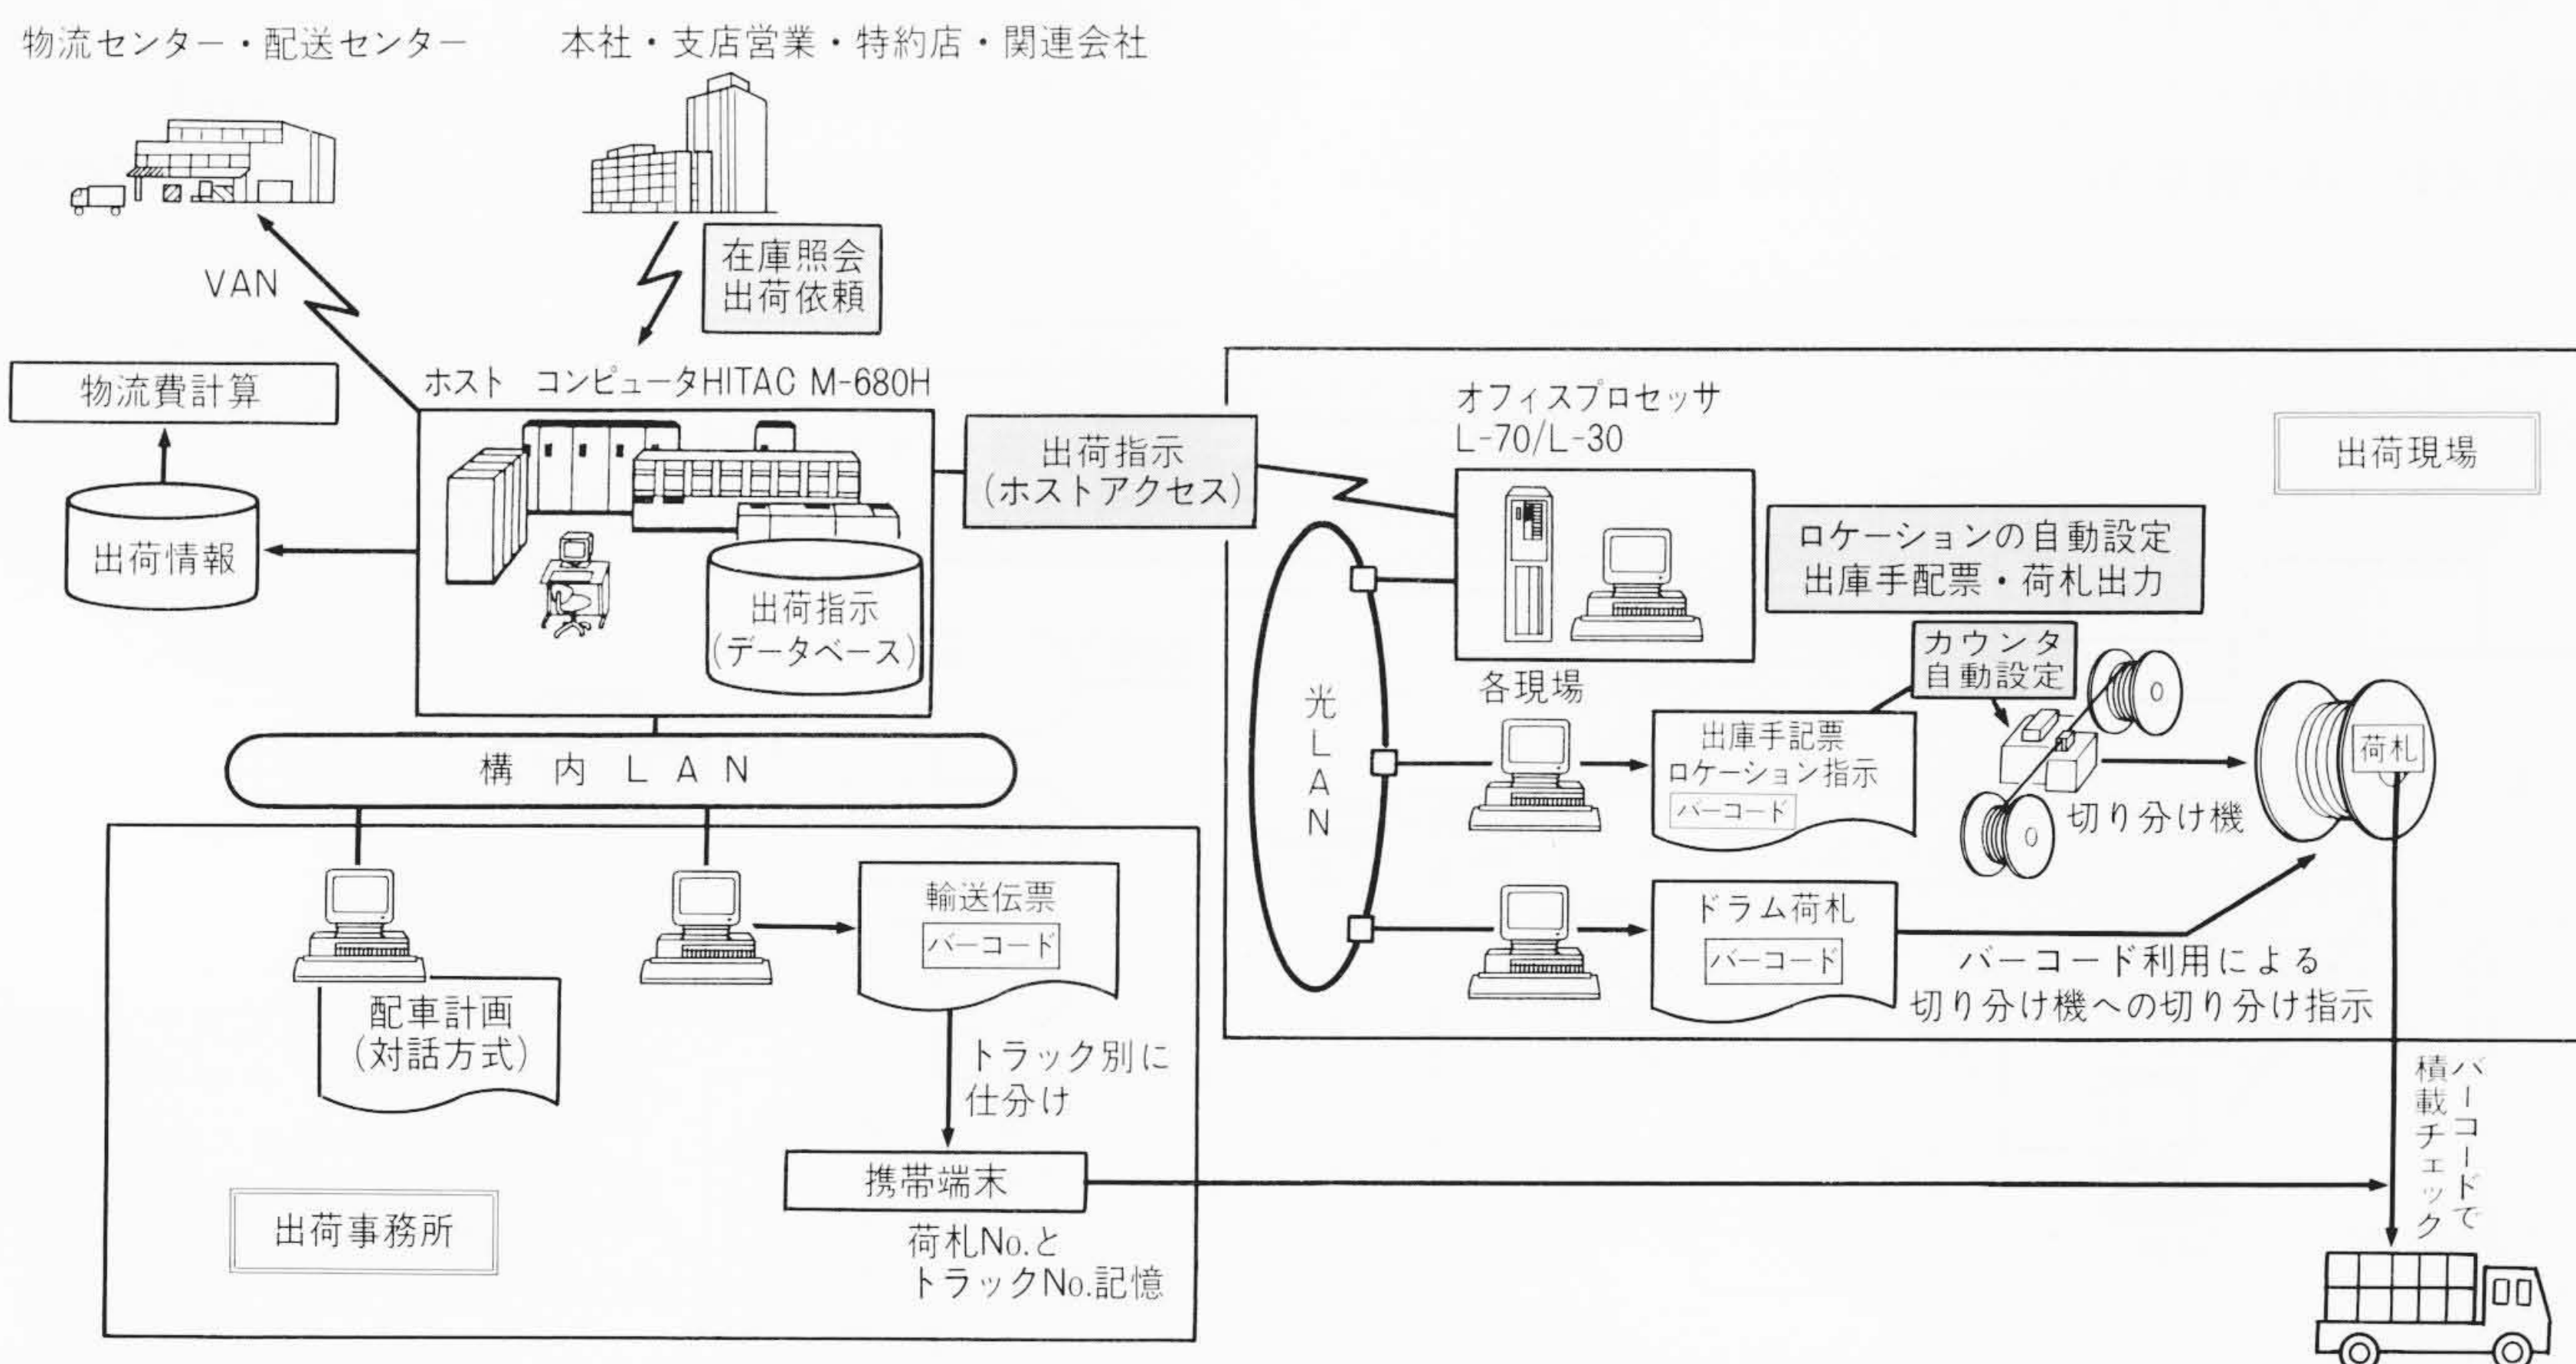 物流センター・配送センター
本社・支店営業・特約店・関連会社
VAN
在庫照会
出荷依頼
物流費計算
出荷情報
ホスト コンピュータHITAC M-680H
出荷指示
(データベース)
出荷指示
(ホストアクセス)
構内LAN
オフィスプロセッサ
L-70/L-30
出荷現場
ロケーションの自動設定
出庫手配票・荷札出力
カウンタ
自動設定
各現場
光LAN
出庫手記票
ロケーション指示
バーコード
切り分け機
荷札
ドラム荷札
バーコード
バーコード利用による
切り分け機への切り分け指示
配車計画
(対話方式)
輸送伝票
バーコード
トラック別に
仕分け
携帯端末
荷札No.と
トラックNo.記憶
出荷事務所
バーコードで
積載チェック